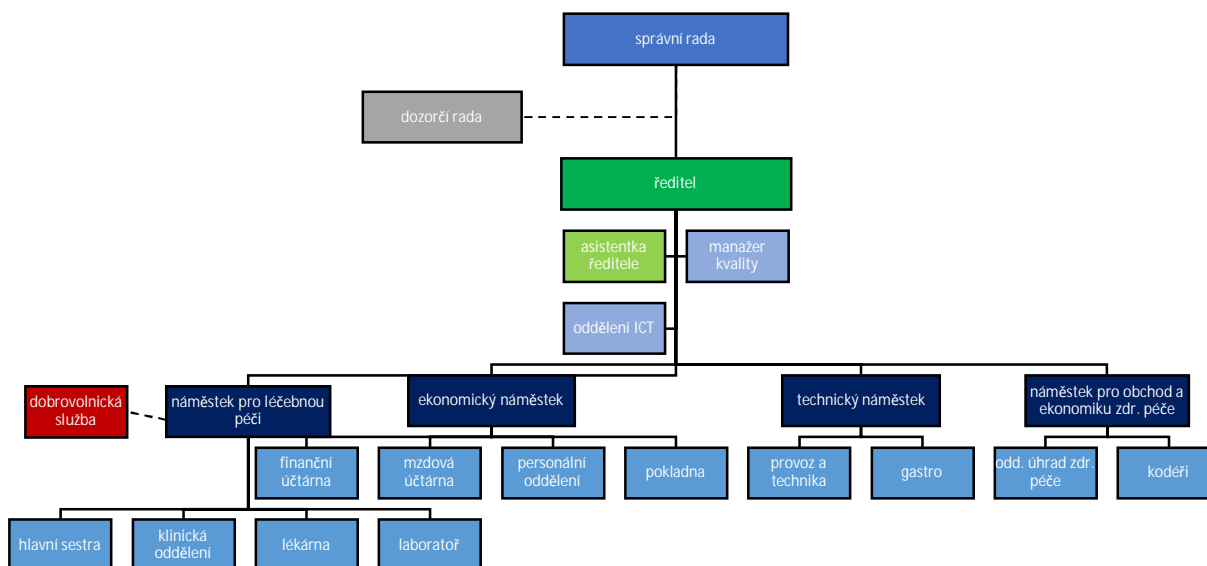 správní rada
dozorčí rada
ředitel
asistentka
ředitele
manažer
kvality
oddělení ICT
dobrovolnická
služba
náměstek pro léčebnou
péči
ekonomický náměstek
technický náměstek
náměstek pro obchod a
ekonomiku zdr. péče
finanční
účtárna
mzdová
účtárna
personální
oddělení
pokladna
provoz a
technika
gastro
odd. úhrad zdr.
péče
kodéři
hlavní sestra
klinická
oddělení
lékárna
laboratoř